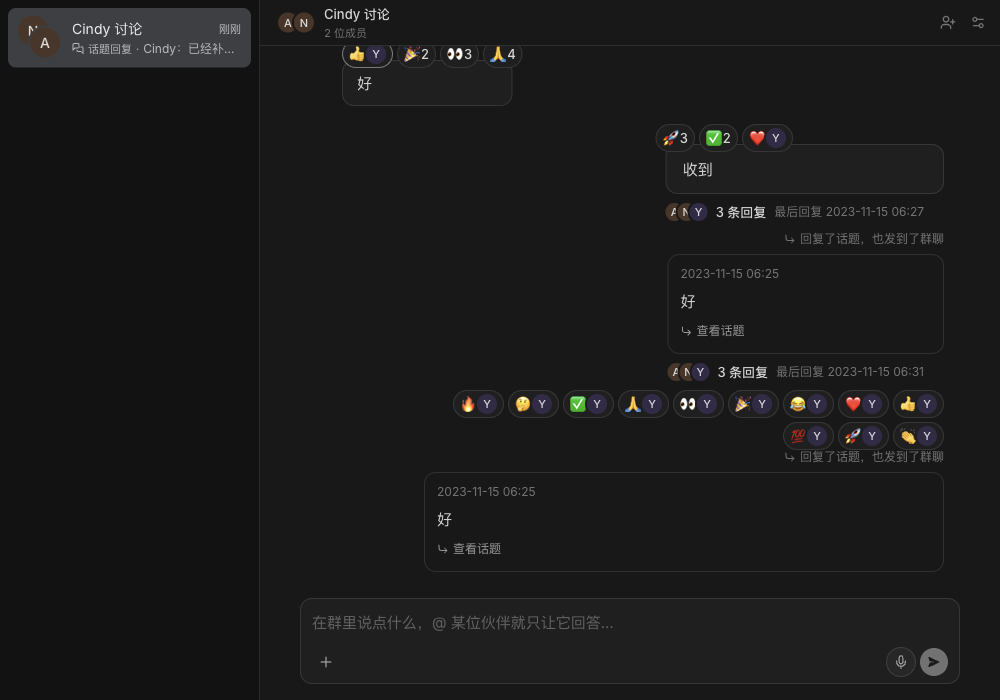 N
A
Cindy 讨论
刚刚
话题回复 · Cindy：已经补...
A N
Cindy 讨论
2 位成员
Y 2 3 4
好
3 2 Y
收到
A N Y 3 条回复 最后回复 2023-11-15 06:27
回复了话题，也发到了群聊
2023-11-15 06:25
好
查看话题
A N Y 3 条回复 最后回复 2023-11-15 06:31
Y Y Y Y Y Y Y Y Y
💯 Y Y Y
回复了话题，也发到了群聊
2023-11-15 06:25
好
查看话题
在群里说点什么，@ 某位伙伴就只让它回答...